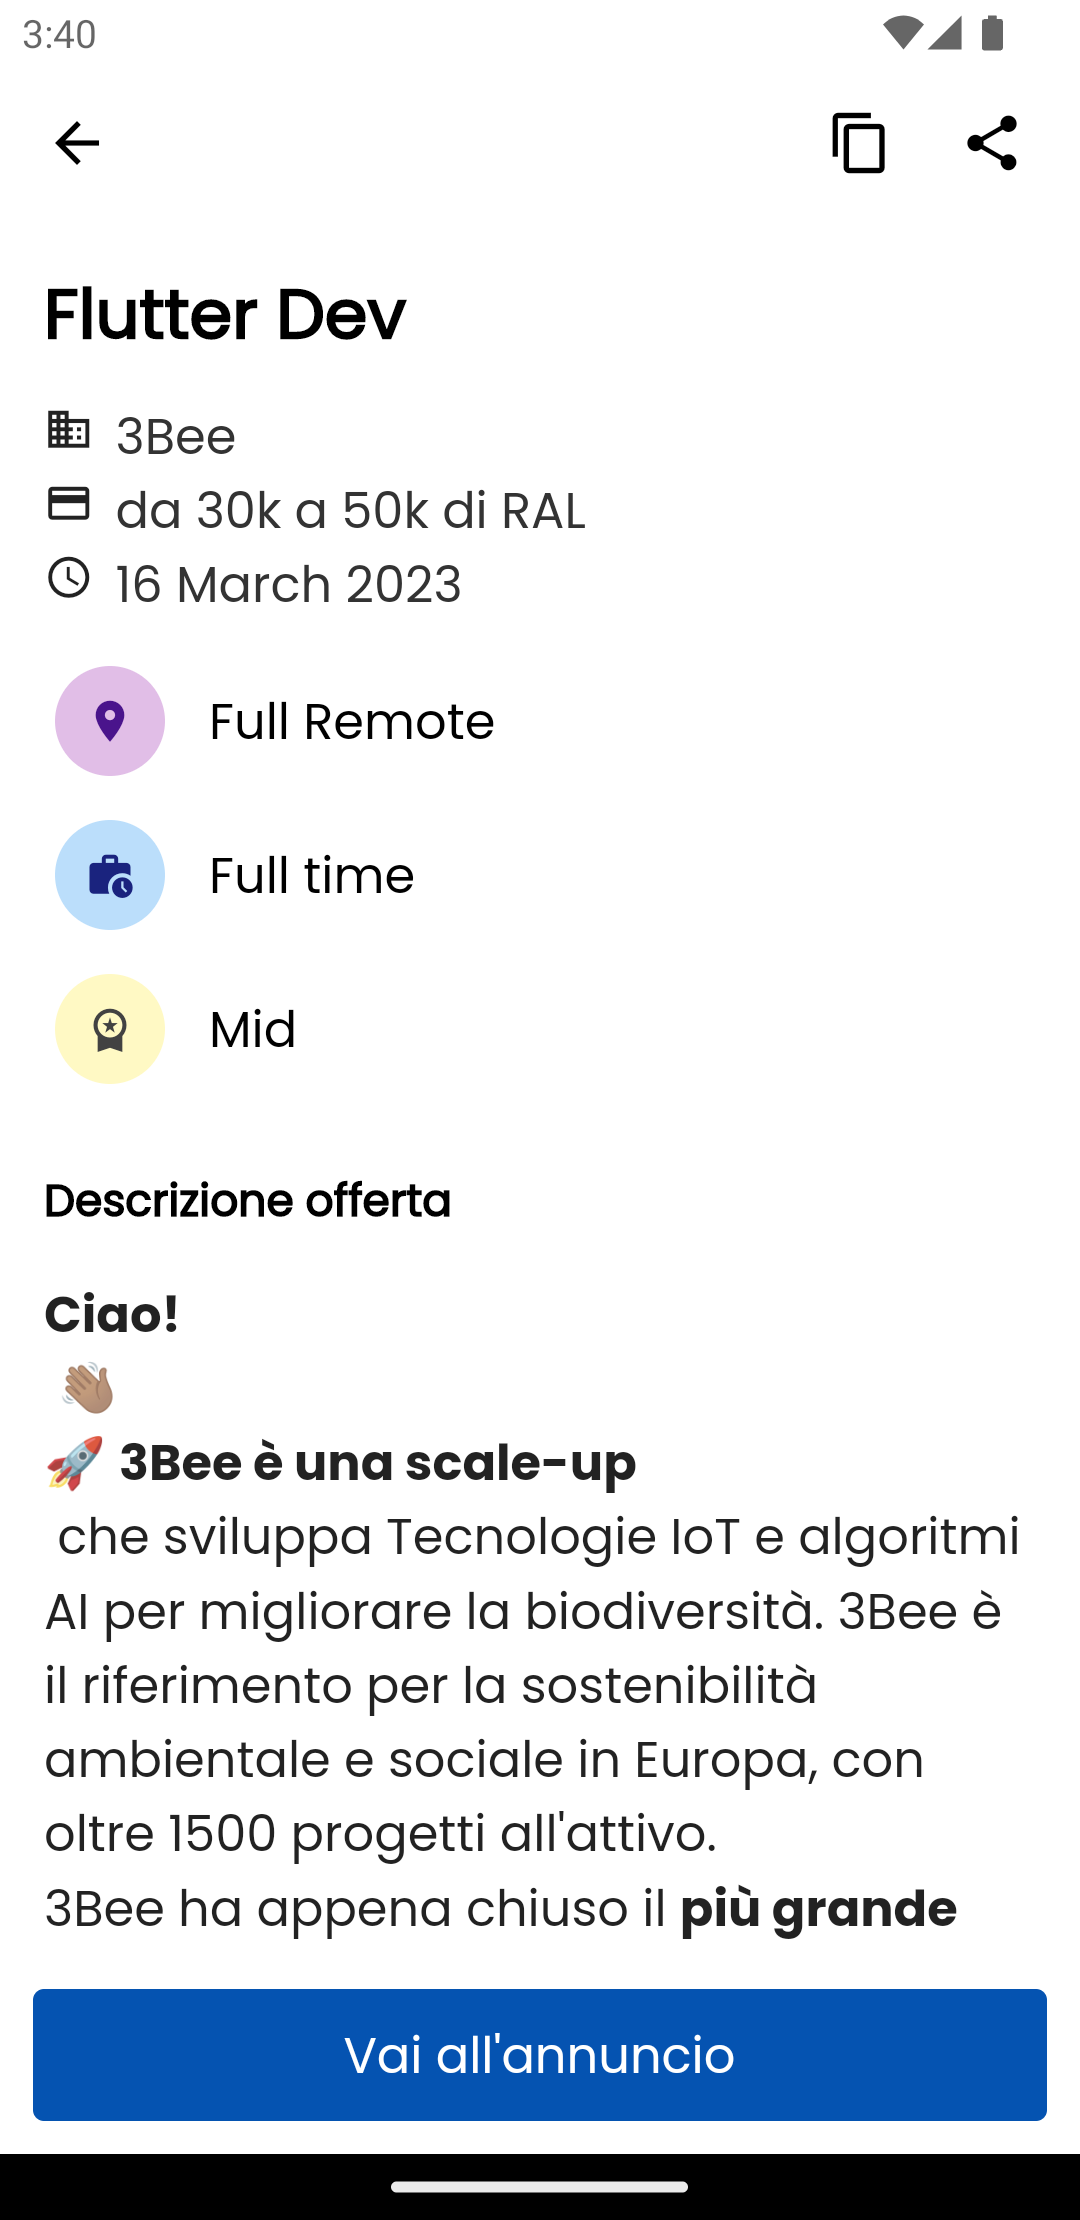 3:40
Flutter Dev
3Bee
da 30k a 50k di RAL
16 March 2023
Full Remote
Full time
Mid
Descrizione offerta
Ciao!
👋🏽
🚀 3Bee è una scale-up
che sviluppa Tecnologie IoT e algoritmi
AI per migliorare la biodiversità. 3Bee è
il riferimento per la sostenibilità
ambientale e sociale in Europa, con
oltre 1500 progetti all'attivo.
3Bee ha appena chiuso il più grande
Vai all'annuncio